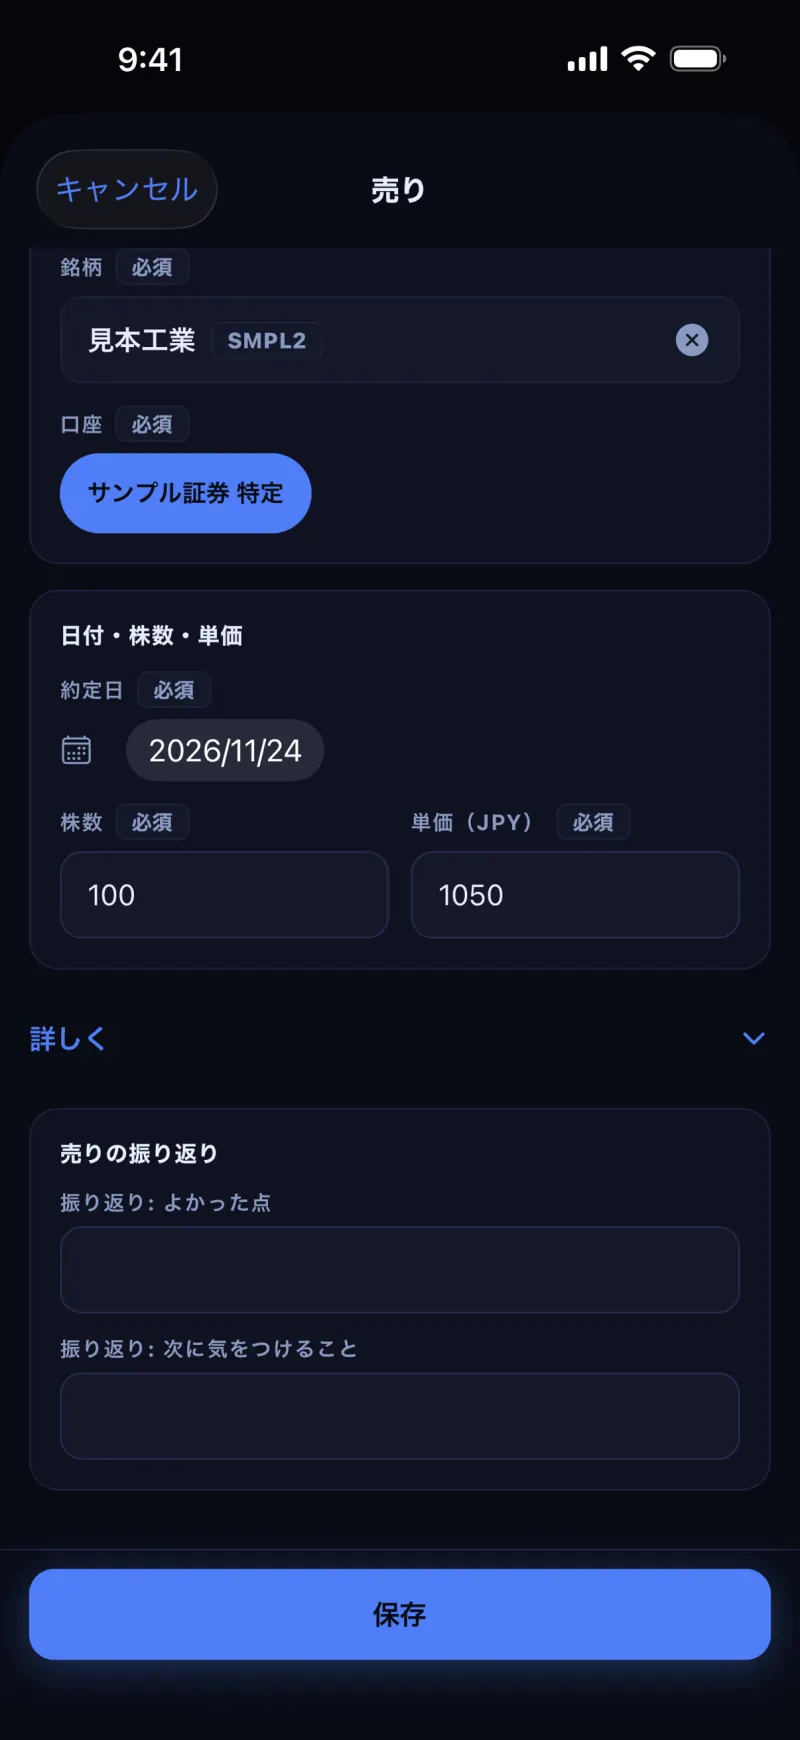 9:41
キャンセル 売り
銘柄 必須
見本工業 SMPL2
口座 必須
サンプル証券 特定
日付・株数・単価
約定日 必須
2026/11/24
株数 必須 単価（JPY） 必須
100 1050
詳しく
売りの振り返り
振り返り: よかった点
振り返り: 次に気をつけること
保存